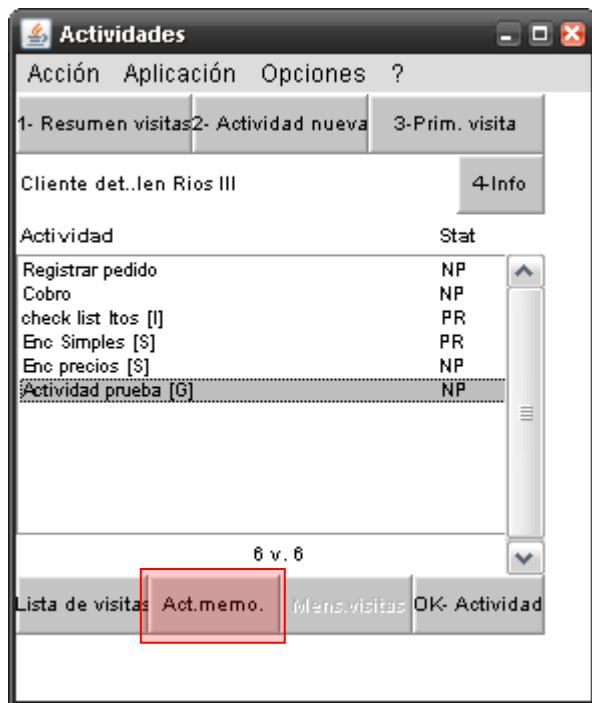 Actividades
Acción Aplicación Opciones ?
1- Resumen visitas 2- Actividad nueva 3-Prim. visita
Cliente det..len Rios III 4-Info
Actividad Stat
Registrar pedido NP
Cobro NP
check list ltos [I] PR
Enc Simples [S] PR
Enc precios [S] NP
Actividad prueba [G] NP
6 v. 6
Lista de visitas Act.memo. Mens.visitas OK- Actividad